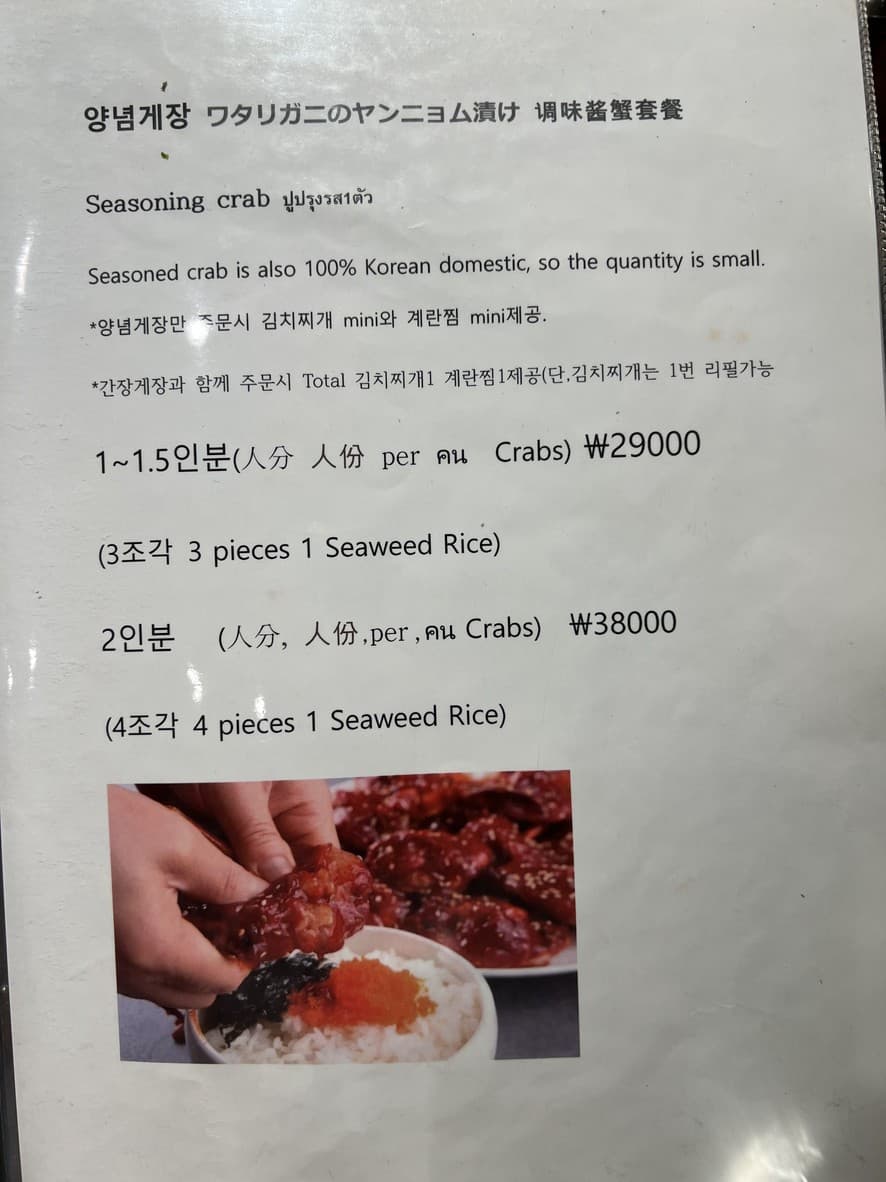 양념게장 ワタリガニのヤンニョム漬け 调味酱蟹套餐
Seasoning crab ปูปรุงรส1ตัว
Seasoned crab is also 100% Korean domestic, so the quantity is small.
*양념게장만 주문시 김치찌개 mini와 계란찜 mini제공.
*간장게장과 함께 주문시 Total 김치찌개1 계란찜1제공(단,김치찌개는 1번 리필가능
1~1.5인분(人分 人份 per คน Crabs) ₩29000
(3조각 3 pieces 1 Seaweed Rice)
2인분 (人分, 人份,per,คน Crabs) ₩38000
(4조각 4 pieces 1 Seaweed Rice)